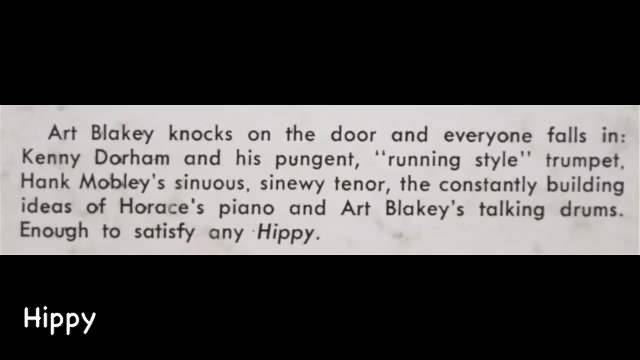 Art Blakey knocks on the door and everyone falls in:
Kenny Dorham and his pungent, "running style" trumpet,
Hank Mobley's sinuous, sinewy tenor, the constantly building
ideas of Horace's piano and Art Blakey's talking drums.
Enough to satisfy any Hippy.
Hippy